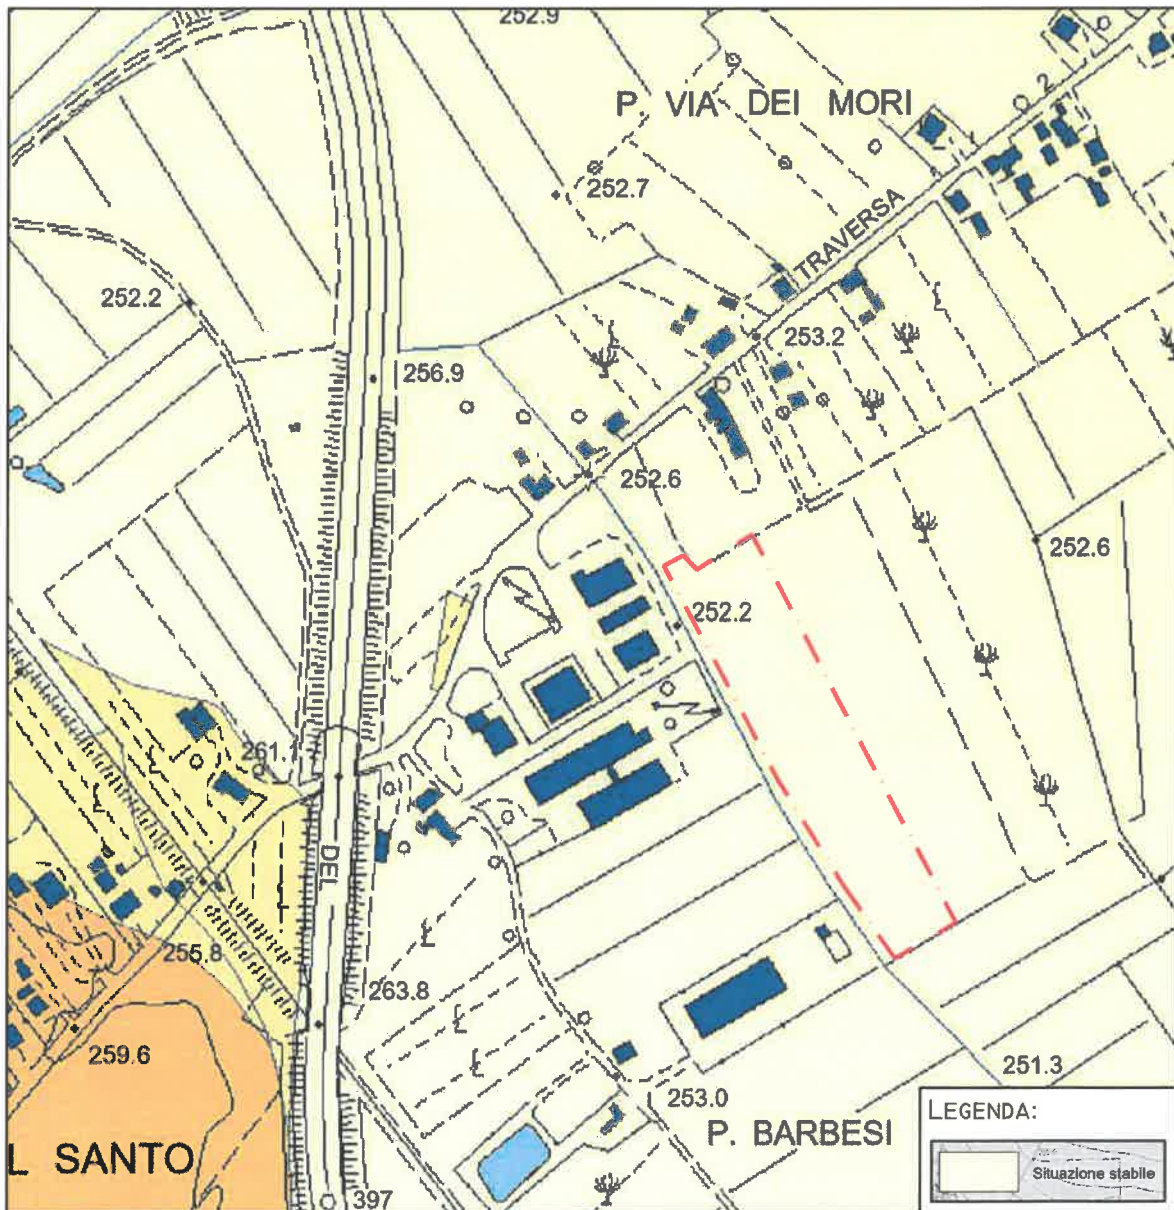 252.9
P. VIA DEI MORI
2
1
252.7
TRAVERSA
252.2
253.2
256.9
252.6
252.6
252.2
261.1
DEL
255.8
263.8
259.6
251.3
253.0
P. BARBESI
L SANTO
397
LEGENDA:
Situazione stabile